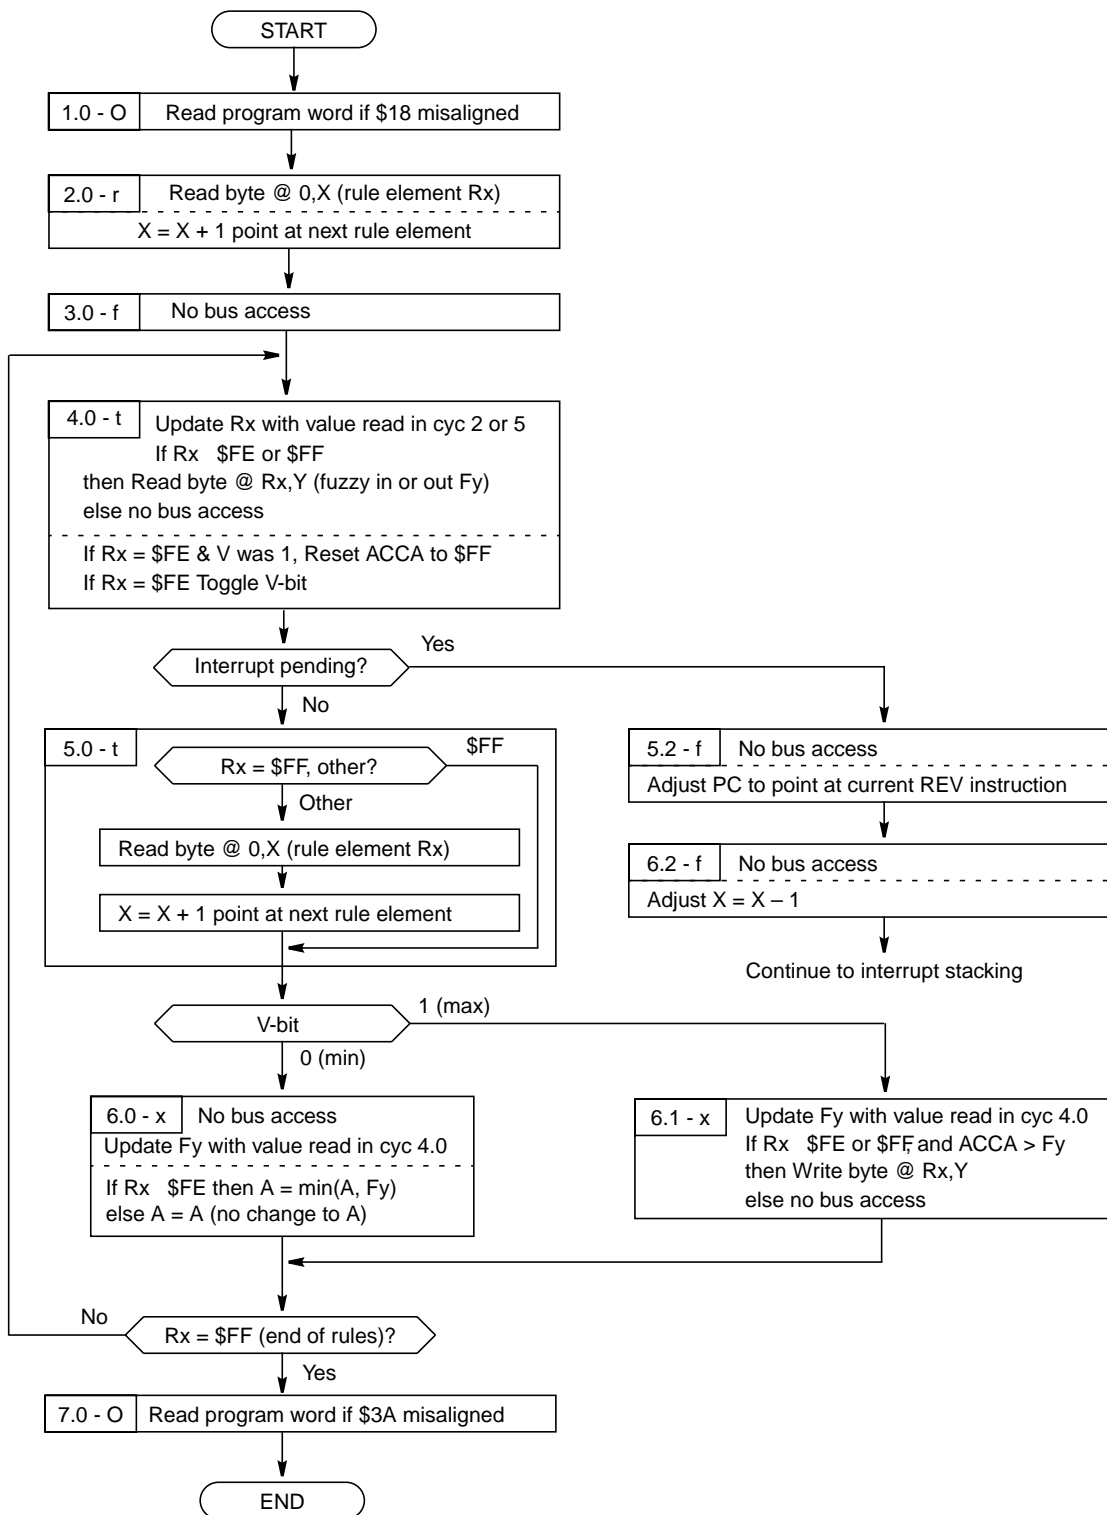 START
1.0 - O Read program word if $18 misaligned
2.0 - r Read byte @ 0,X (rule element Rx)
X = X + 1 point at next rule element
3.0 - f No bus access
4.0 - t Update Rx with value read in cyc 2 or 5
If Rx $FE or $FF
then Read byte @ Rx,Y (fuzzy in or out Fy)
else no bus access
If Rx = $FE & V was 1, Reset ACCA to $FF
If Rx = $FE Toggle V-bit
Interrupt pending?
Yes
No
5.0 - t
Rx = $FF, other?
$FF
Other
Read byte @ 0,X (rule element Rx)
X = X + 1 point at next rule element
5.2 - f No bus access
Adjust PC to point at current REV instruction
6.2 - f No bus access
Adjust X = X – 1
Continue to interrupt stacking
V-bit
1 (max)
0 (min)
6.0 - x No bus access
Update Fy with value read in cyc 4.0
If Rx $FE then A = min(A, Fy)
else A = A (no change to A)
6.1 - x Update Fy with value read in cyc 4.0
If Rx $FE or $FF, and ACCA > Fy
then Write byte @ Rx,Y
else no bus access
No
Rx = $FF (end of rules)?
Yes
7.0 - O Read program word if $3A misaligned
END